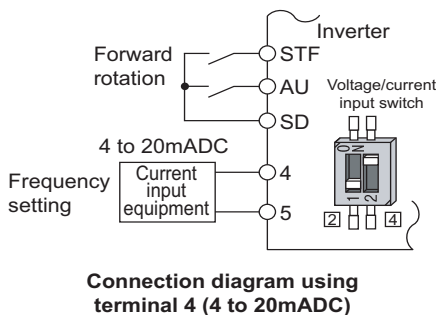 Inverter
Forward
rotation
STF
AU
SD
Voltage/current
input switch
4 to 20mADC
Frequency
setting
Current
input
equipment
4
5
ON
1 2
2 4
Connection diagram using
terminal 4 (4 to 20mADC)